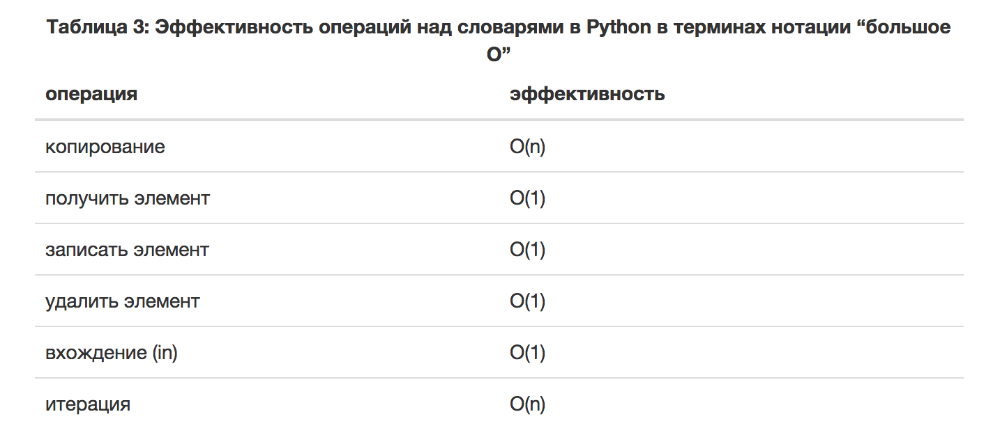 Таблица 3: Эффективность операций над словарями в Python в терминах нотации “большое
О”
операция эффективность
копирование O(n)
получить элемент O(1)
записать элемент O(1)
удалить элемент O(1)
вхождение (in) O(1)
итерация O(n)